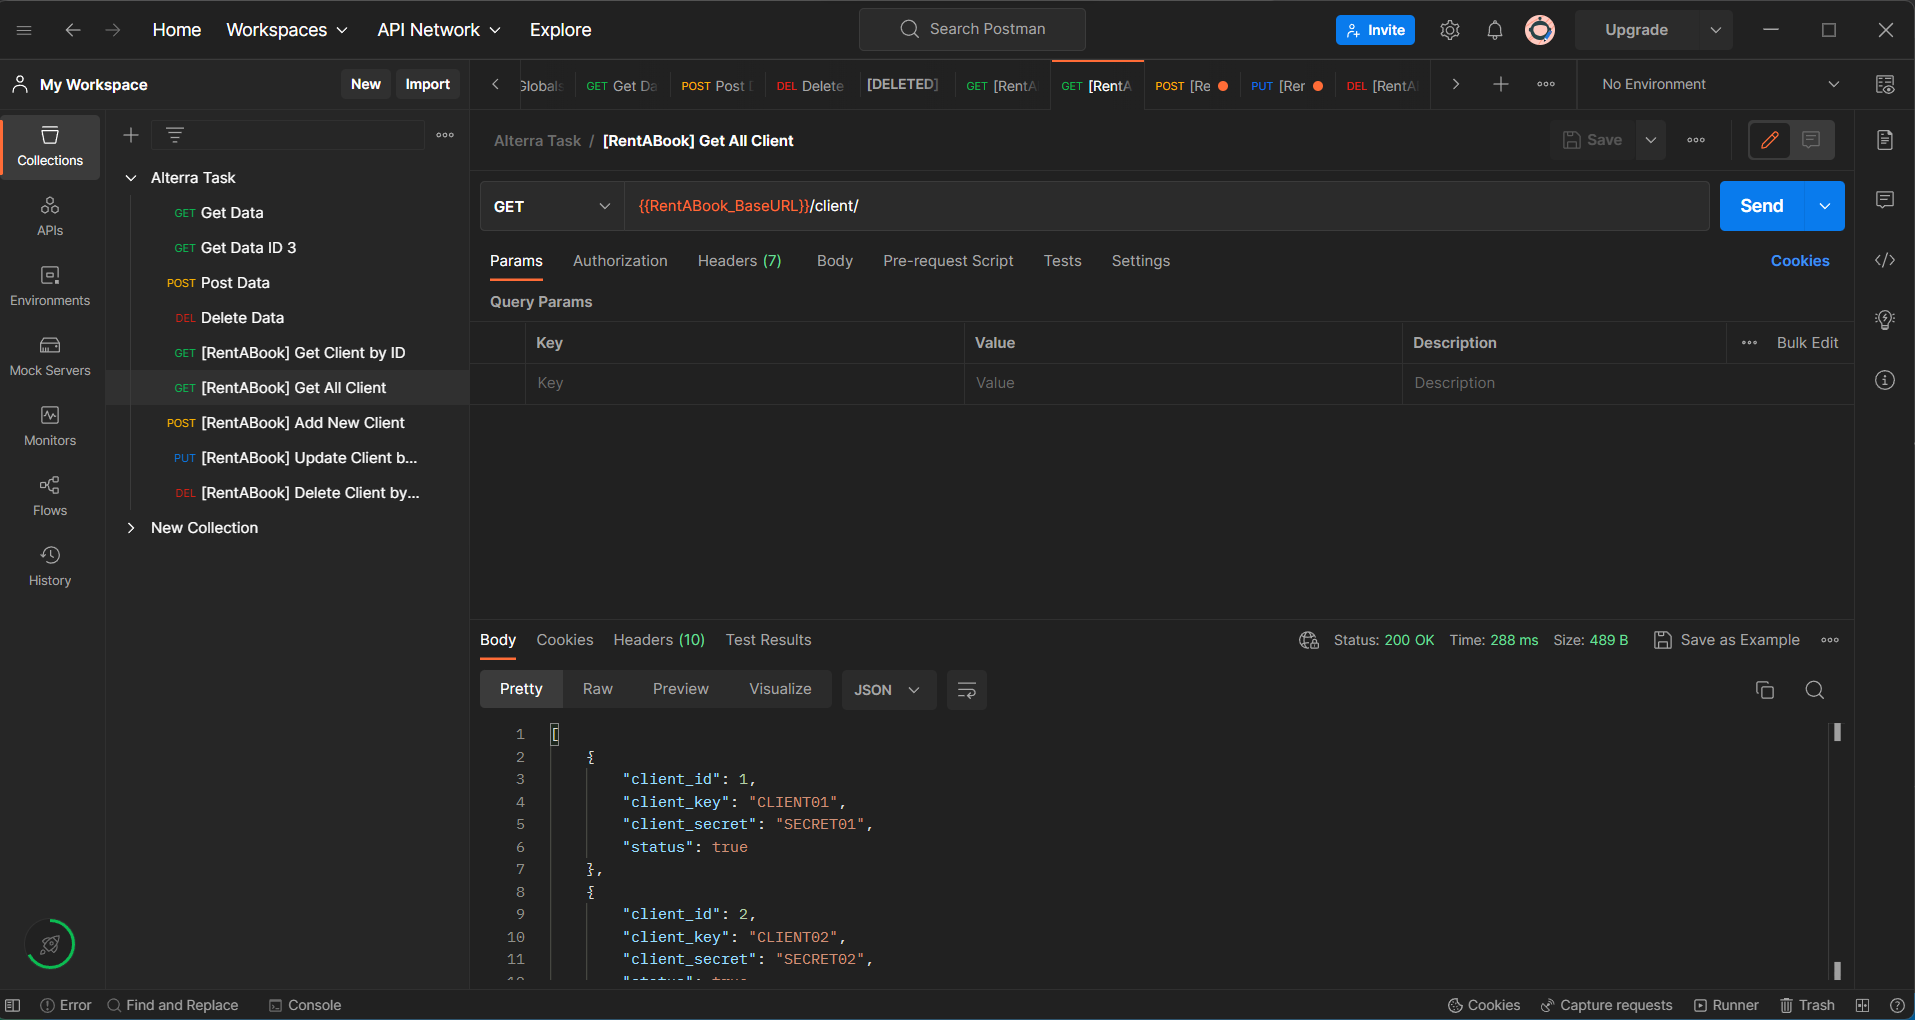 Home Workspaces API Network Explore Search Postman Invite Upgrade
My Workspace New Import
Globals GET Get Da POST Post D DEL Delete [DELETED] GET [RentA GET [RentA POST [Re PUT [Rer DEL [RentA No Environment
Collections
APIs
Environments
Mock Servers
Monitors
Flows
History
Alterra Task
GET Get Data
GET Get Data ID 3
POST Post Data
DEL Delete Data
GET [RentABook] Get Client by ID
GET [RentABook] Get All Client
POST [RentABook] Add New Client
PUT [RentABook] Update Client b...
DEL [RentABook] Delete Client by...
New Collection
Alterra Task / [RentABook] Get All Client Save
GET {{RentABook_BaseURL}}/client/ Send
Params Authorization Headers (7) Body Pre-request Script Tests Settings Cookies
Query Params
Key Value Description Bulk Edit
Key Value Description
Body Cookies Headers (10) Test Results Status: 200 OK Time: 288 ms Size: 489 B Save as Example
Pretty Raw Preview Visualize JSON
1 [
2 {
3 "client_id": 1,
4 "client_key": "CLIENT01",
5 "client_secret": "SECRET01",
6 "status": true
7 },
8 {
9 "client_id": 2,
10 "client_key": "CLIENT02",
11 "client_secret": "SECRET02",
12 "status": true
Error Find and Replace Console Cookies Capture requests Runner Trash